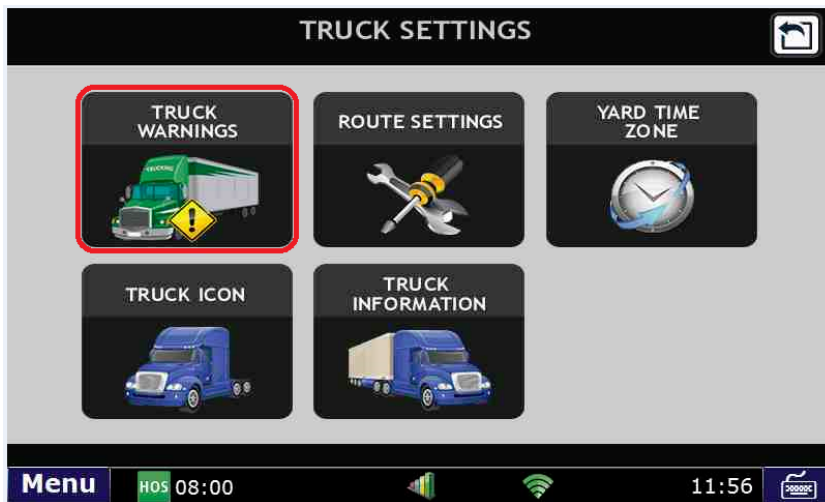 TRUCK SETTINGS
TRUCK
WARNINGS
ROUTE SETTINGS
YARD TIME
ZONE
TRUCKING
TRUCK ICON
TRUCK
INFORMATION
Menu
HOS 08:00
11:56